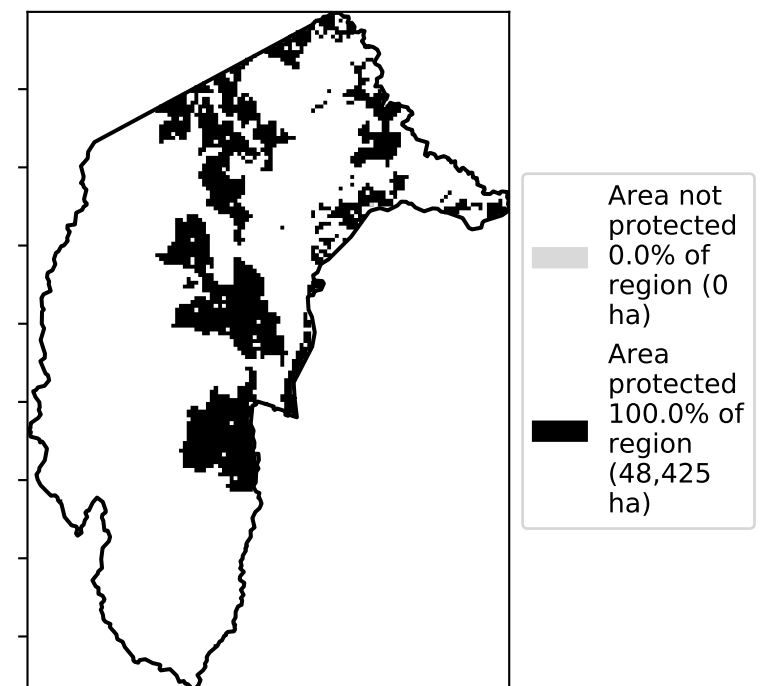 Area not
protected
0.0% of
region (0
ha)
Area
protected
100.0% of
region
(48,425
ha)